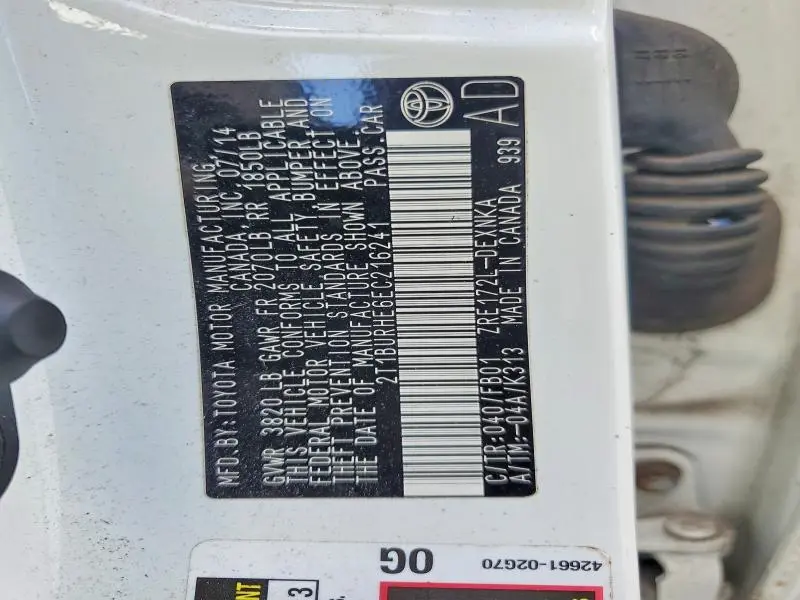 MFD.BY:TOYOTA MOTOR MANUFACTURING
CANADA, INC. 07/14
GVWR 3820 LB GAWR FR 2070LB, RR 1850LB
THIS VEHICLE CONFORMS TO ALL APPLICABLE
FEDERAL MOTOR VEHICLE SAFETY, BUMPER, AND
THEFT PREVENTION STANDARDS IN EFFECT ON
THE DATE OF MANUFACTURE SHOWN ABOVE.
2T1BURHE6EC216241 PASS.CAR
C/TR:040/FB01 ZRE172L-DEXNKA
A/TM:-04A/K313 MADE IN CANADA 939
AD
42661-02G70
OG
3